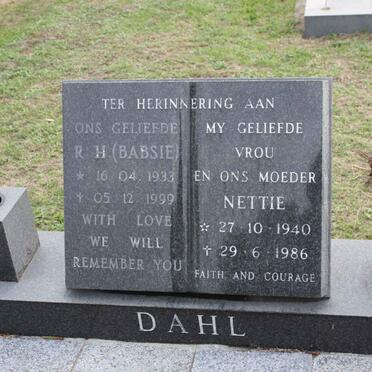 TER HERINNERING AAN
ONS GELIEFDE
R H (BABSIE)
* 16 04 1933
✝ 05 12 1999
WITH LOVE
WE WILL
REMEMBER YOU
MY GELIEFDE
VROU
EN ONS MOEDER
NETTIE
☆ 27 · 10 · 1940
✝ 29 · 6 · 1986
FAITH AND COURAGE
DAHL